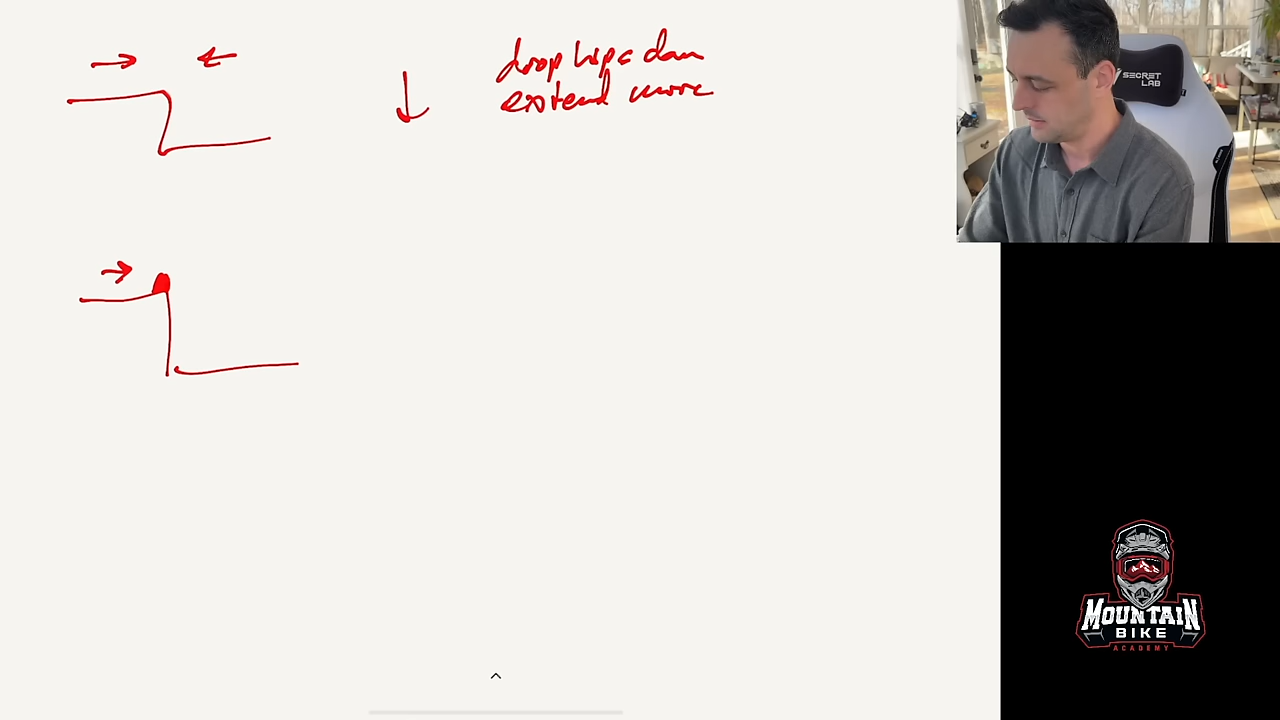 drop hips down
extend more
SECRET
LAB
MOUNTAIN
BIKE
ACADEMY